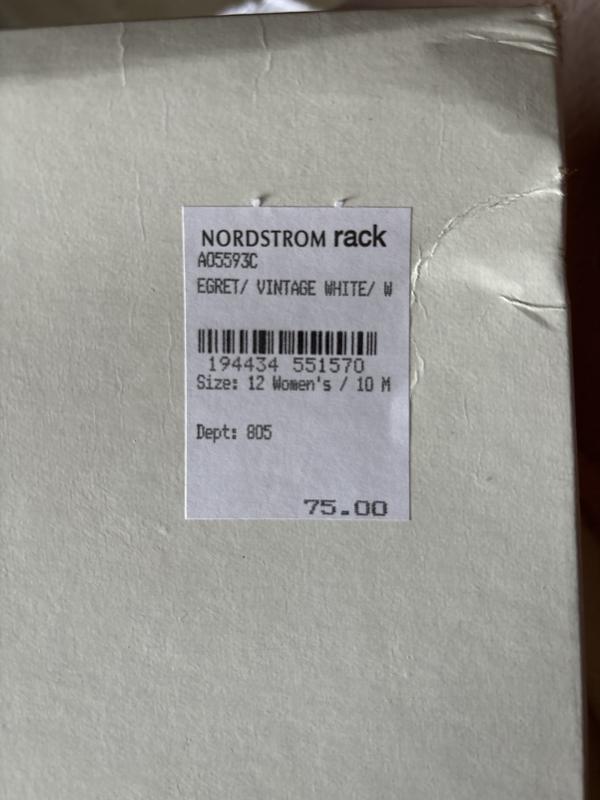 NORDSTROM rack
A05593C
EGRET/ VINTAGE WHITE/ W
194434 551570
Size: 12 Women's / 10 M
Dept: 805
75.00